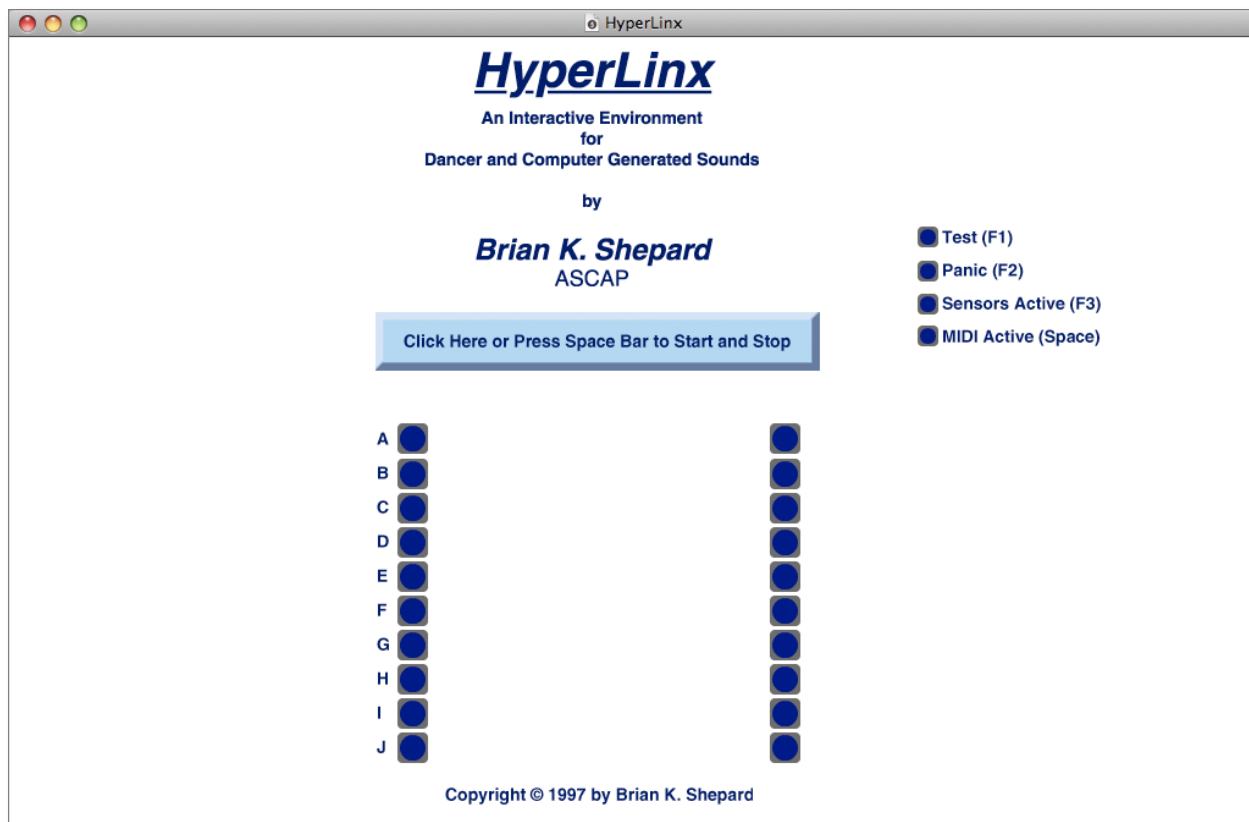 HyperLinx
HyperLinx
An Interactive Environment
for
Dancer and Computer Generated Sounds
by
Brian K. Shepard
ASCAP
Click Here or Press Space Bar to Start and Stop
Test (F1)
Panic (F2)
Sensors Active (F3)
MIDI Active (Space)
A
B
C
D
E
F
G
H
I
J
Copyright © 1997 by Brian K. Shepard